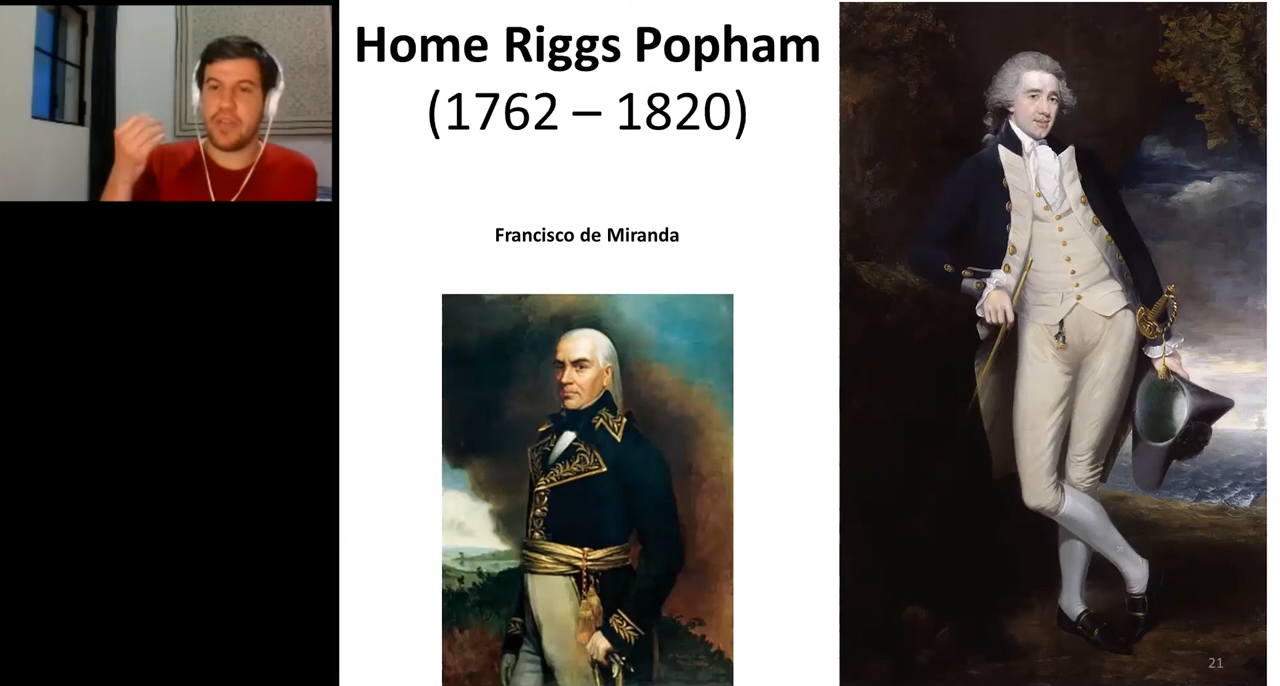 Home Riggs Popham
(1762 – 1820)
Francisco de Miranda
21